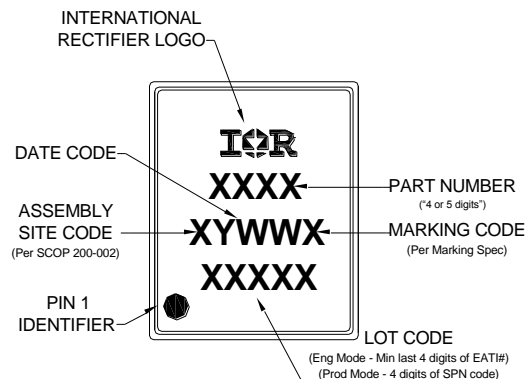 INTERNATIONAL
RECTIFIER LOGO
IOR
DATE CODE
XXXX
PART NUMBER
("4 or 5 digits")
ASSEMBLY
SITE CODE
(Per SCOP 200-002)
XYWWX
MARKING CODE
(Per Marking Spec)
XXXXX
PIN 1
IDENTIFIER
LOT CODE
(Eng Mode - Min last 4 digits of EATI#)
(Prod Mode - 4 digits of SPN code)